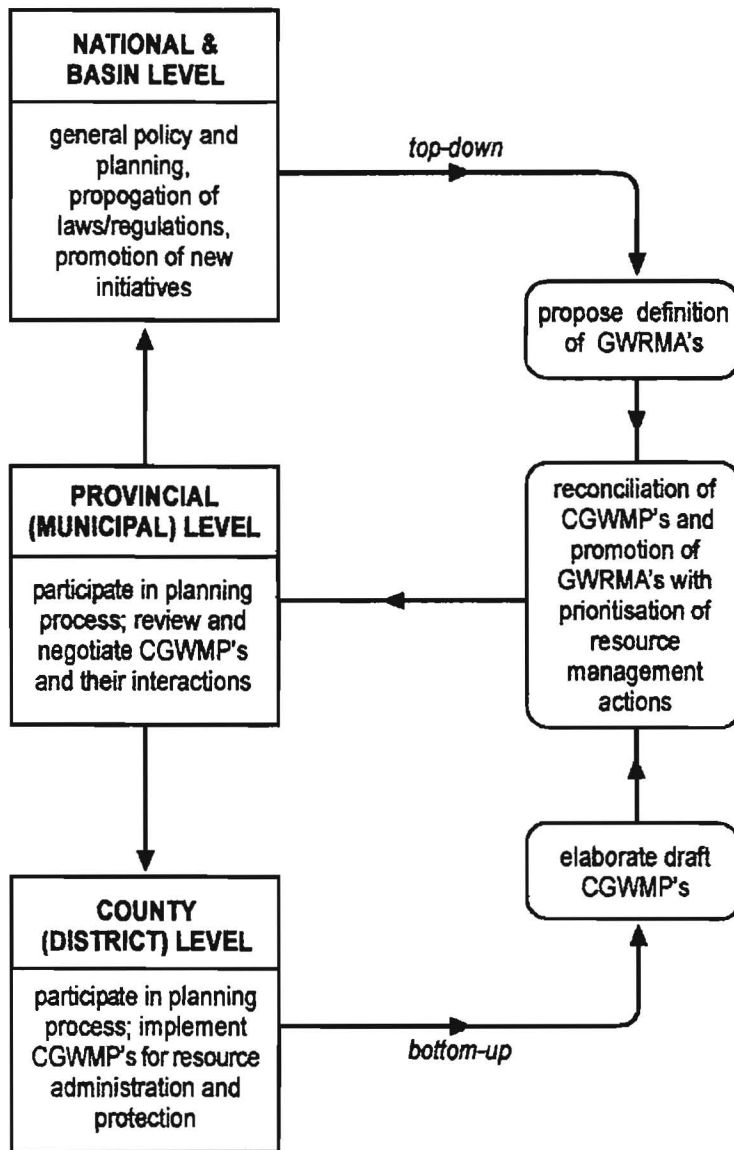 NATIONAL &
BASIN LEVEL
general policy and
planning,
propogation of
laws/regulations,
promotion of new
initiatives
top-down
propose definition
of GWRMA's
PROVINCIAL
(MUNICIPAL) LEVEL
participate in planning
process; review and
negotiate CGWMP's
and their interactions
reconciliation of
CGWMP's and
promotion of
GWRMA's with
prioritisation of
resource
management
actions
elaborate draft
CGWMP's
COUNTY
(DISTRICT) LEVEL
participate in planning
process; implement
CGWMP's for resource
administration and
protection
bottom-up